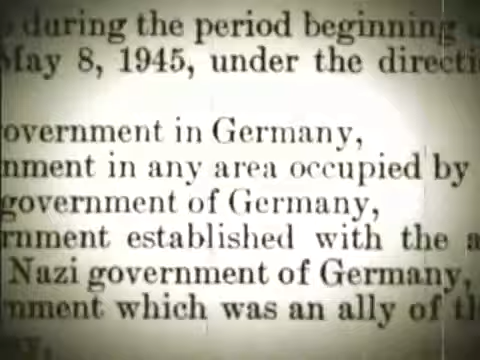 during the period beginning
May 8, 1945, under the directi
overnment in Germany,
nment in any area occupied by
government of Germany,
rnment established with the a
Nazi government of Germany,
nment which was an ally of th